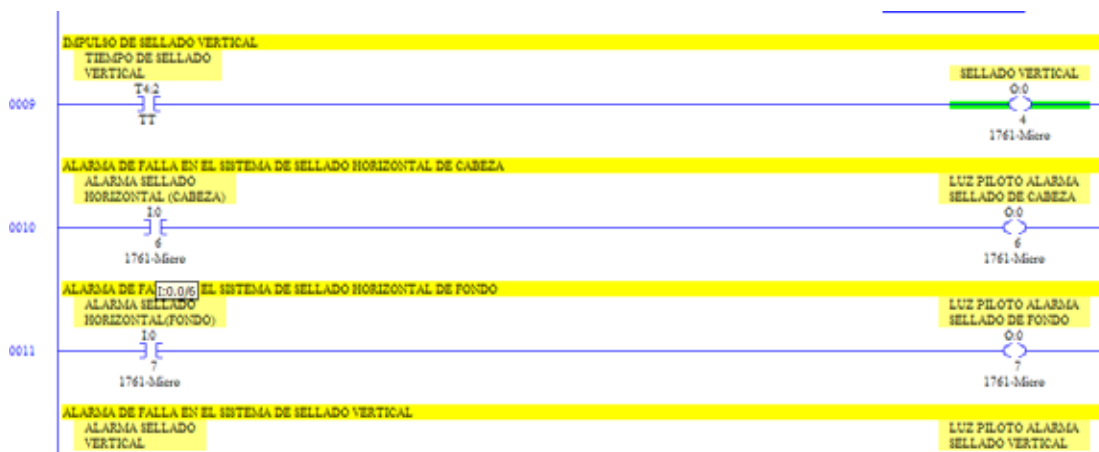 IMPULSO DE SELLADO VERTICAL
TIEMPO DE SELLADO
VERTICAL
T4:2
TT
SELLADO VERTICAL
O:0
4
1761-Micro
0009
ALARMA DE FALLA EN EL SISTEMA DE SELLADO HORIZONTAL DE CABEZA
ALARMA SELLADO
HORIZONTAL (CABEZA)
I:0
6
1761-Micro
LUZ PILOTO ALARMA
SELLADO DE CABEZA
O:0
6
1761-Micro
0010
ALARMA DE FA I:0.0/6 EL SISTEMA DE SELLADO HORIZONTAL DE FONDO
ALARMA SELLADO
HORIZONTAL(FONDO)
I:0
7
1761-Micro
LUZ PILOTO ALARMA
SELLADO DE FONDO
O:0
7
1761-Micro
0011
ALARMA DE FALLA EN EL SISTEMA DE SELLADO VERTICAL
ALARMA SELLADO
VERTICAL
LUZ PILOTO ALARMA
SELLADO VERTICAL